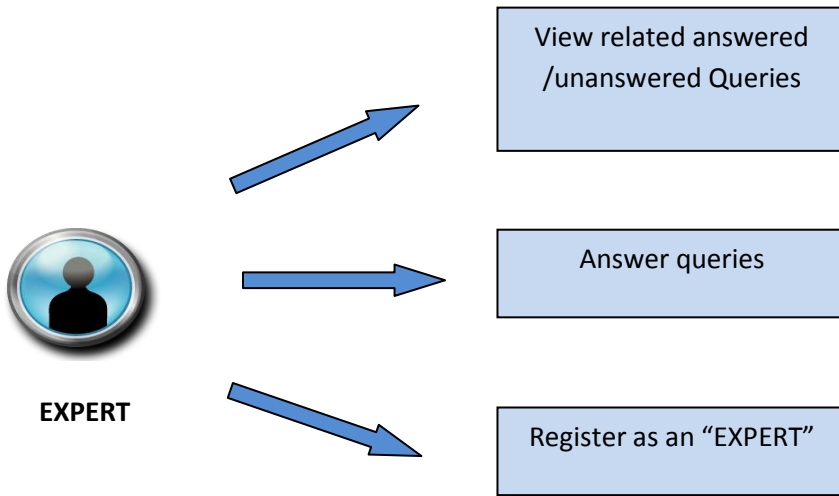 View related answered
/unanswered Queries
Answer queries
EXPERT
Register as an “EXPERT”